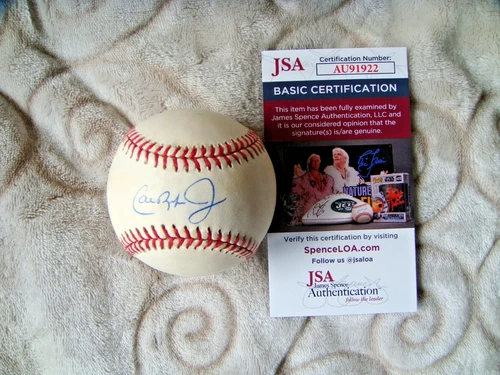 JSA
Certification Number:
AU91922
BASIC CERTIFICATION
This item has been fully examined by
James Spence Authentication, LLC and
it is our considered opinion that the
signature(s) is/are genuine.
NATURE
JETS
Verify this certification by visiting
SpenceLOA.com
Follow us @jsaloa
JSA
James Spence
Authentication
follow the leader